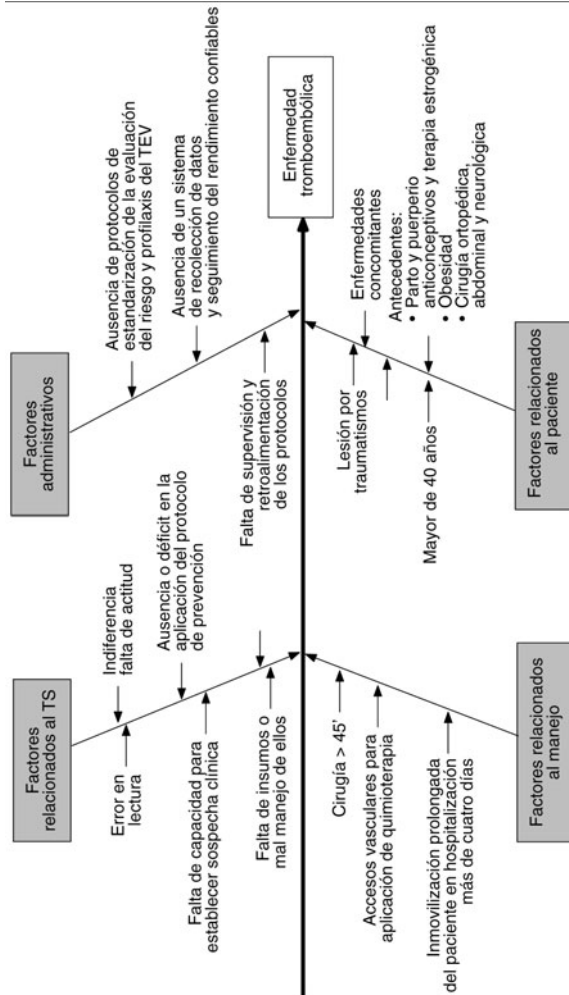 Factores
relacionados al TS
Indiferencia
falta de actitud
Error en
lectura
Ausencia o déficit en la
aplicación del protocolo
de prevención
Falta de capacidad para
establecer sospecha clínica
Falta de insumos o
mal manejo de ellos
Factores
administrativos
Ausencia de protocolos de
estandarización de la evaluación
del riesgo y profilaxis del TEV
Ausencia de un sistema
de recolección de datos
y seguimiento del rendimiento confiables
Falta de supervisión y
retroalimentación
de los protocolos
Enfermedad
tromboembólica
Cirugía > 45'
Accesos vasculares para
aplicación de quimioterapia
Inmovilización prolongada
del paciente en hospitalización
más de cuatro días
Factores relacionados
al manejo
Lesión por
traumatismos
Enfermedades
concomitantes
Antecedentes:
• Parto y puerperio
anticonceptivos y terapia estrogénica
• Obesidad
• Cirugía ortopédica,
abdominal y neurológica
Mayor de 40 años
Factores relacionados
al paciente